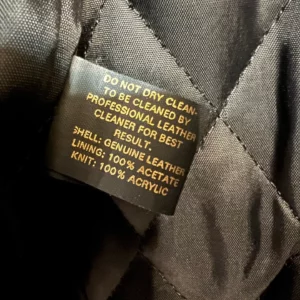 DO NOT DRY CLEAN-
TO BE CLEANED BY
PROFESSIONAL LEATHER
CLEANER FOR BEST
RESULT.
SHELL: GENUINE LEATHER
LINING: 100% ACETATE
KNIT: 100% ACRYLIC